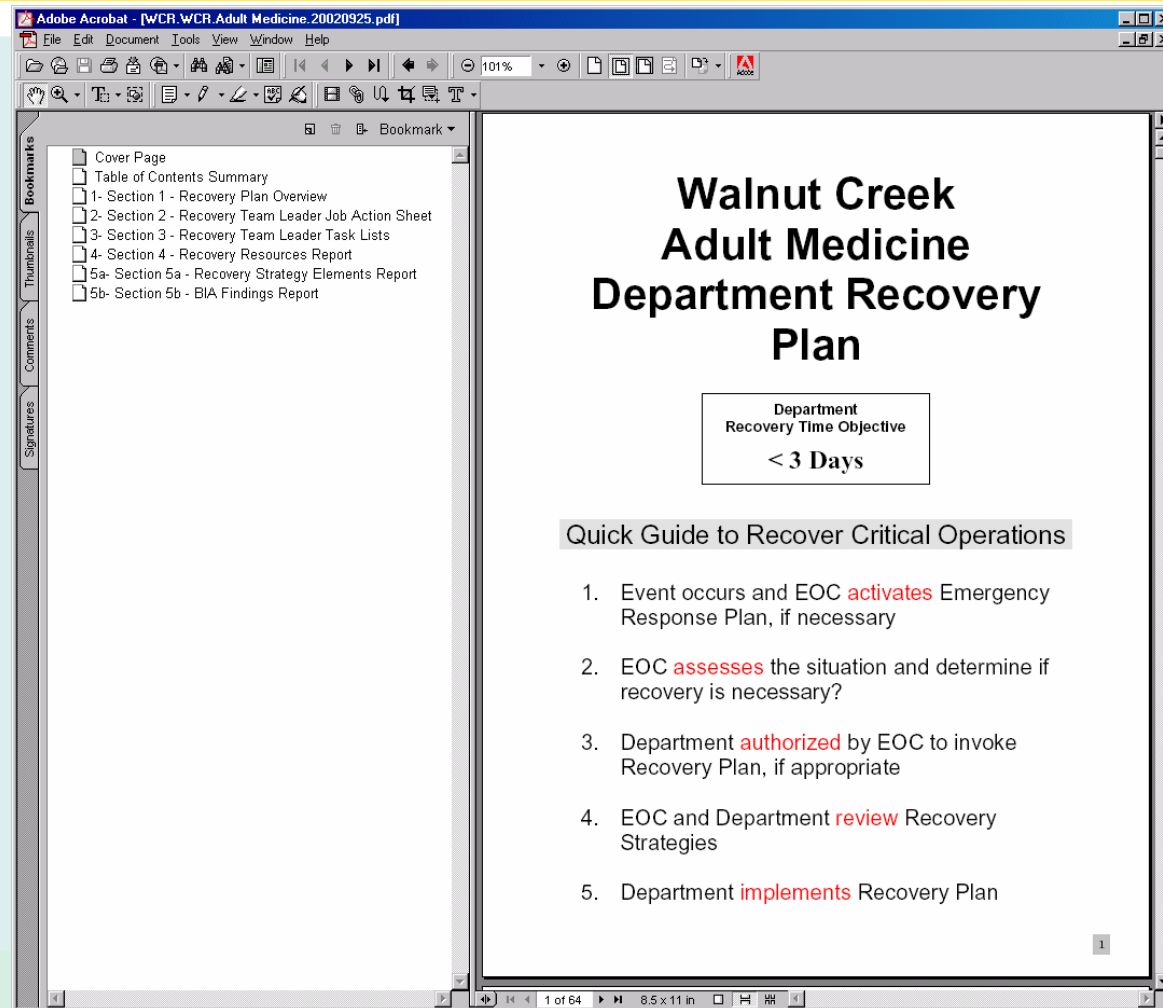 Adobe Acrobat - [WCR.WCR.Adult Medicine.20020925.pdf]
File Edit Document Tools View Window Help
101%
Adobe
Bookmark
Bookmarks
Thumbnails
Comments
Signatures
Cover Page
Table of Contents Summary
1- Section 1 - Recovery Plan Overview
2- Section 2 - Recovery Team Leader Job Action Sheet
3- Section 3 - Recovery Team Leader Task Lists
4- Section 4 - Recovery Resources Report
5a- Section 5a - Recovery Strategy Elements Report
5b- Section 5b - BIA Findings Report
Walnut Creek
Adult Medicine
Department Recovery
Plan
Department
Recovery Time Objective
< 3 Days
Quick Guide to Recover Critical Operations
1. Event occurs and EOC activates Emergency
Response Plan, if necessary
2. EOC assesses the situation and determine if
recovery is necessary?
3. Department authorized by EOC to invoke
Recovery Plan, if appropriate
4. EOC and Department review Recovery
Strategies
5. Department implements Recovery Plan
1
1 of 64 8.5 x 11 in